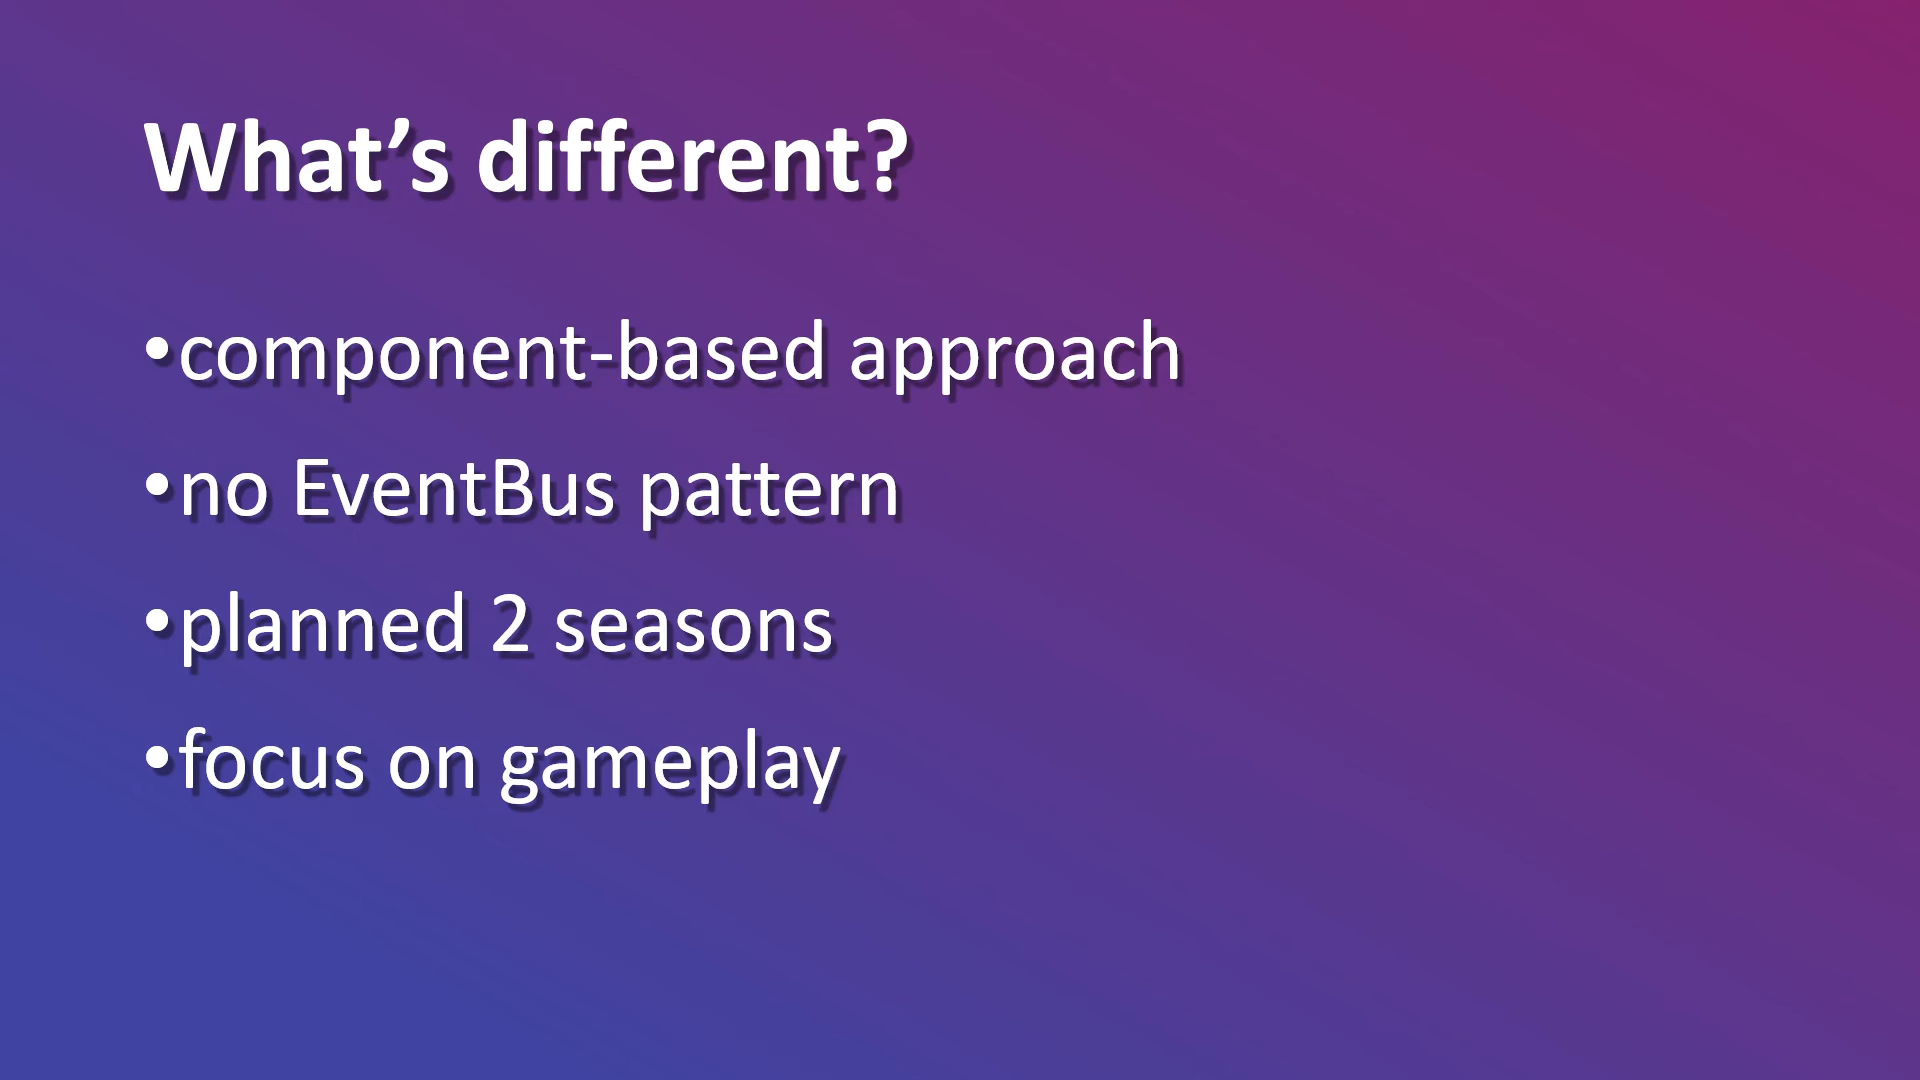 What’s different?
•component-based approach
•no EventBus pattern
•planned 2 seasons
•focus on gameplay